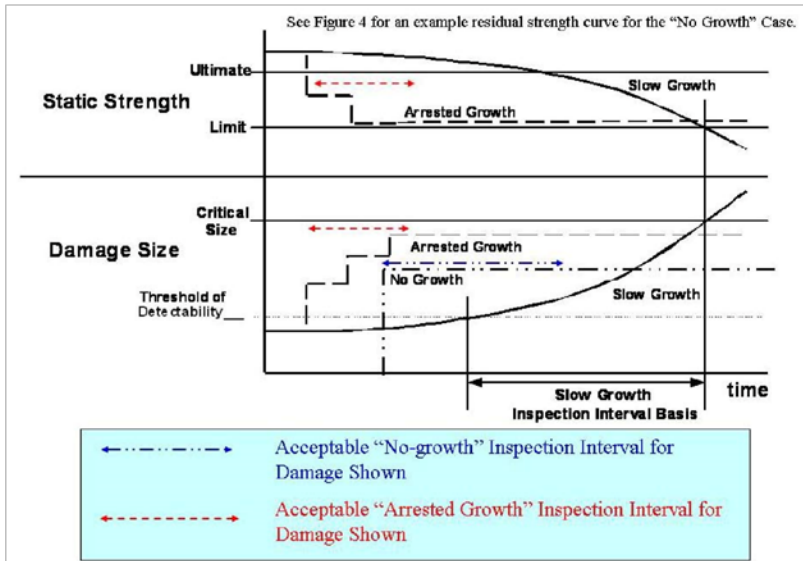 See Figure 4 for an example residual strength curve for the “No Growth” Case.
Ultimate
Slow Growth
Static Strength
Arrested Growth
Limit
Critical
Size
Damage Size
Arrested Growth
No Growth
Slow Growth
Threshold of
Detectability
time
Slow Growth
Inspection Interval Basis
Acceptable “No-growth” Inspection Interval for
Damage Shown
Acceptable “Arrested Growth” Inspection Interval for
Damage Shown